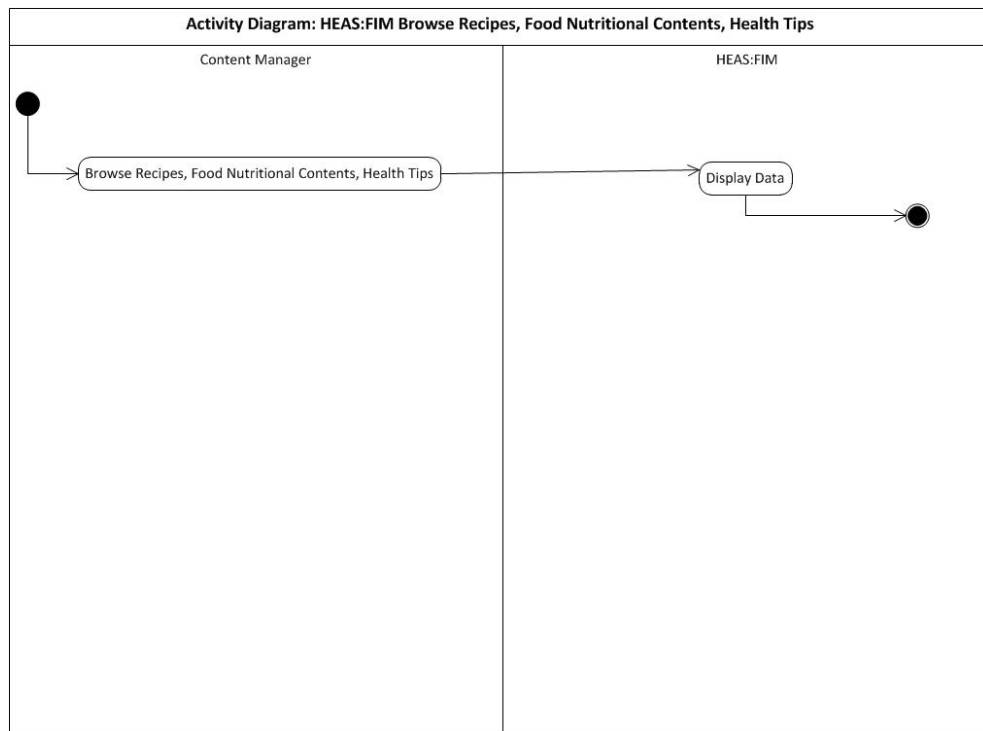 Activity Diagram: HEAS:FIM Browse Recipes, Food Nutritional Contents, Health Tips
Content Manager
HEAS:FIM
Browse Recipes, Food Nutritional Contents, Health Tips
Display Data